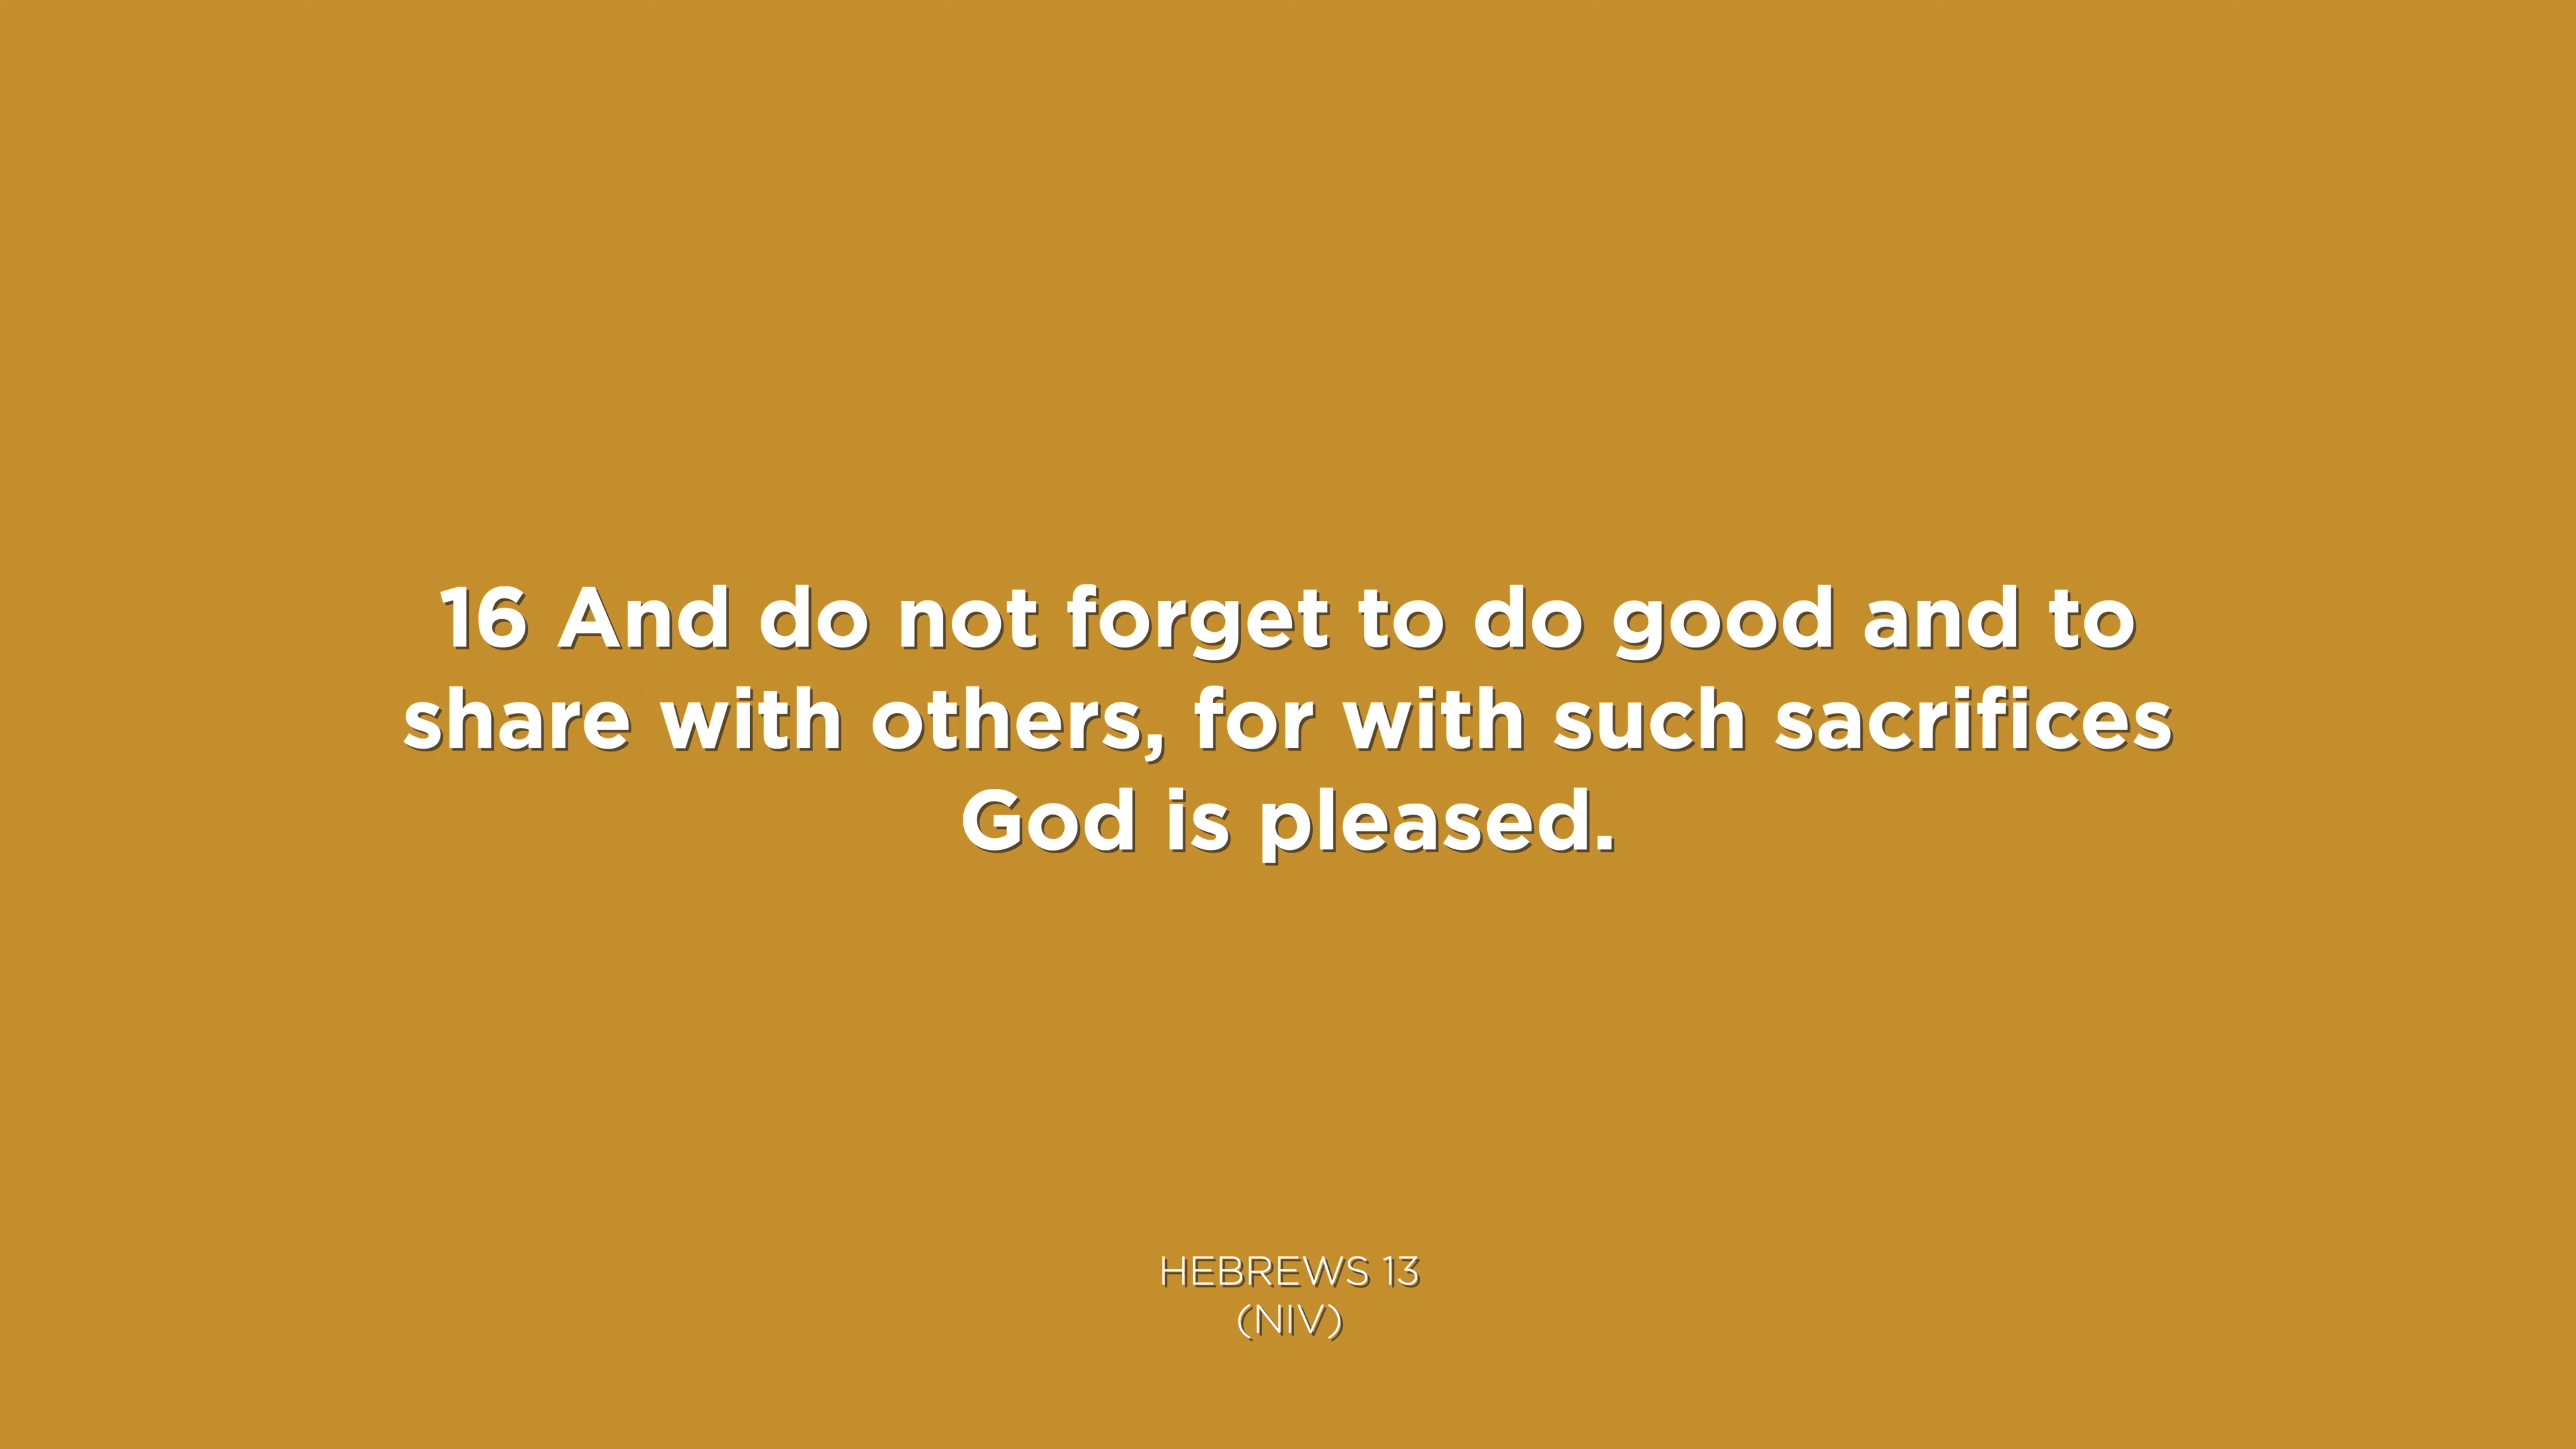 16 And do not forget to do good and to
share with others, for with such sacrifices
God is pleased.
HEBREWS 13
(NIV)